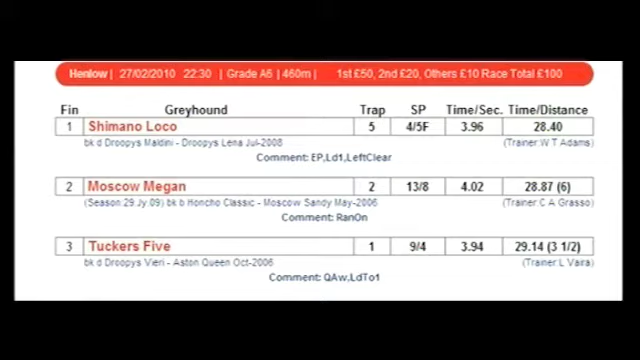 Henlow | 27/02/2010 22:30 | Grade A6 | 460m | 1st £50, 2nd £20, Others £10 Race Total £100
Fin Greyhound Trap SP Time/Sec. Time/Distance
1 Shimano Loco 5 4/5F 3.96 28.40
bk d Droopys Maldini - Droopys Lena Jul-2008 (Trainer:W T Adams)
Comment: EP,Ld1,LeftClear
2 Moscow Megan 2 13/8 4.02 28.87 (6)
(Season:29.Jy.09) bk b Honcho Classic - Moscow Sandy May-2006 (Trainer:C A Grasso)
Comment: RanOn
3 Tuckers Five 1 9/4 3.94 29.14 (3 1/2)
bk d Droopys Vieri - Aston Queen Oct-2006 (Trainer:L Vaira)
Comment: QAw,LdTo1